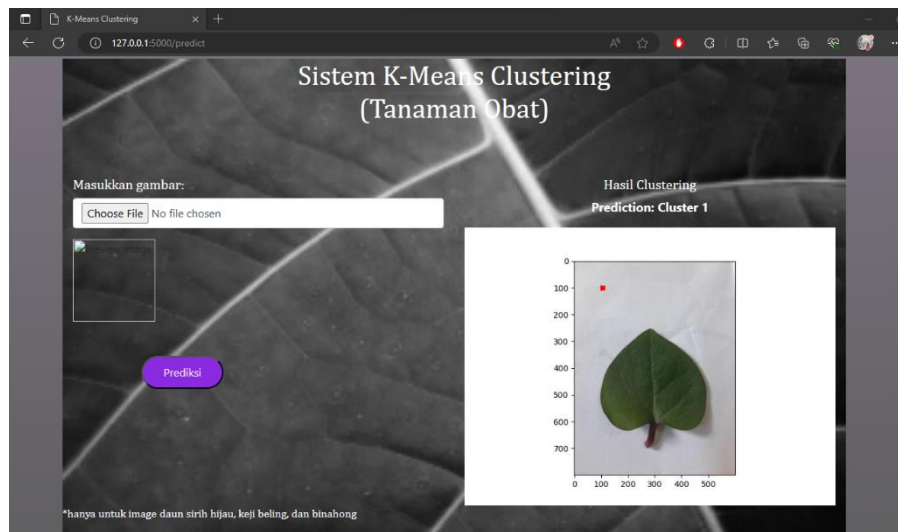 K-Means Clustering
127.0.0.1:5000/predict
Sistem K-Means Clustering
(Tanaman Obat)
Masukkan gambar:
Choose File No file chosen
Prediksi
*hanya untuk image daun sirih hijau, keji beling, dan binahong
Hasil Clustering
Prediction: Cluster 1
0
100
200
300
400
500
600
700
0 100 200 300 400 500